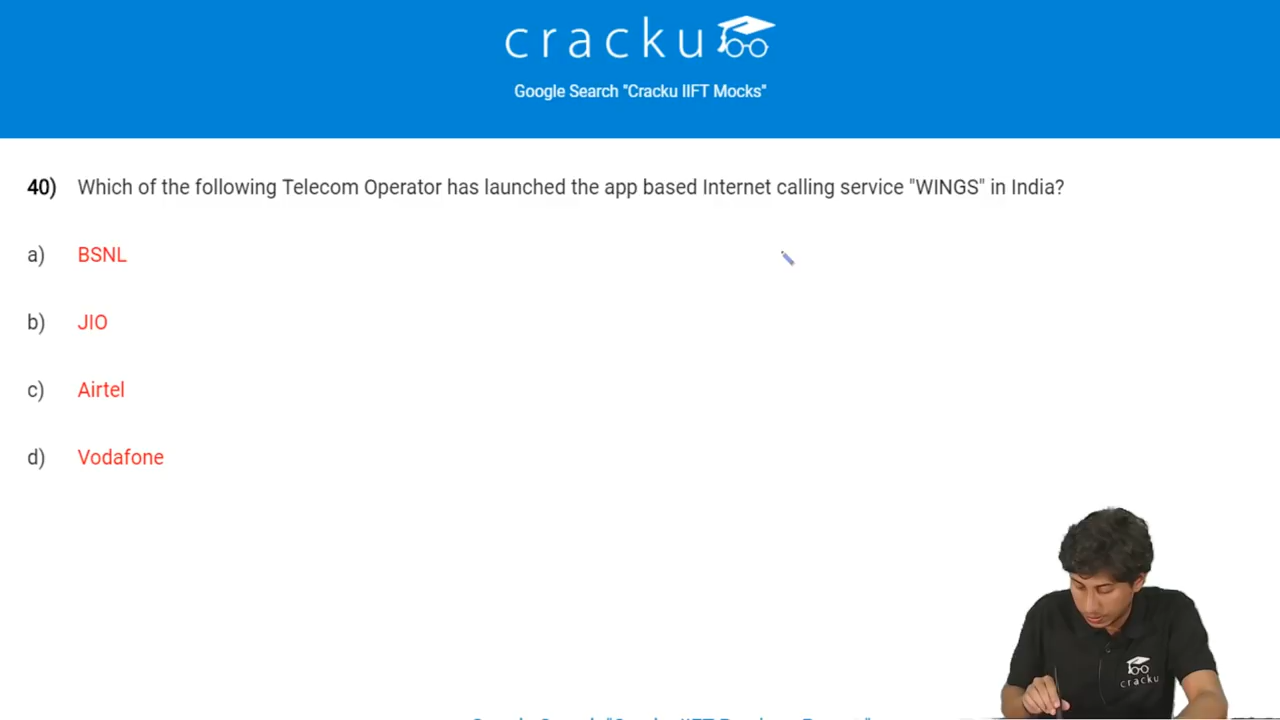 cracku
Google Search "Cracku IIFT Mocks"
40) Which of the following Telecom Operator has launched the app based Internet calling service "WINGS" in India?
a) BSNL
b) JIO
c) Airtel
d) Vodafone
cracku